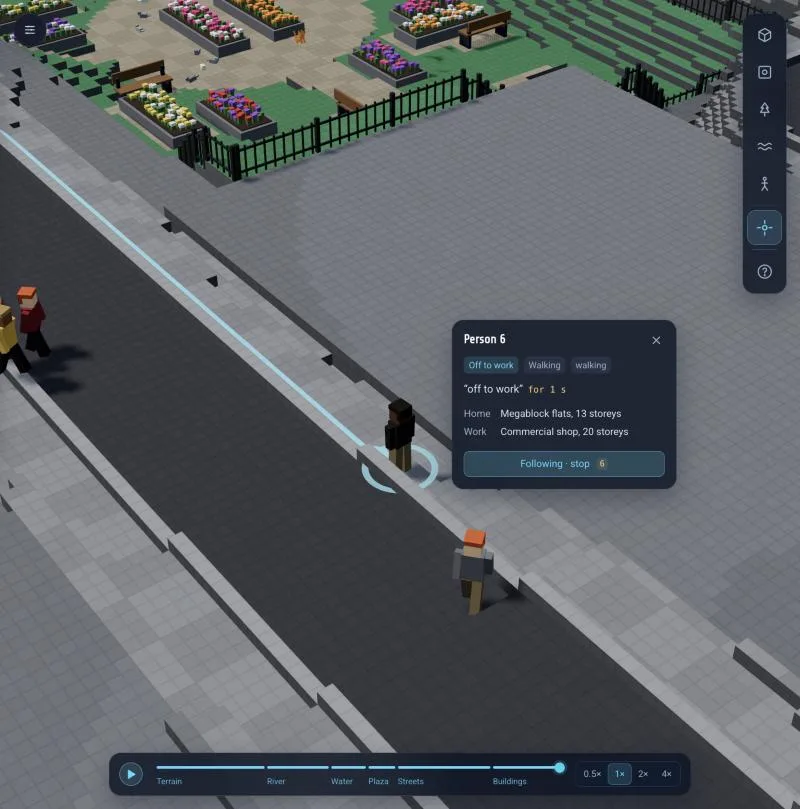 Person 6
Off to work Walking walking
“off to work” for 1 s
Home Megablock flats, 13 storeys
Work Commercial shop, 20 storeys
Following · stop 6
Terrain River Water Plaza Streets Buildings
0.5× 1× 2× 4×